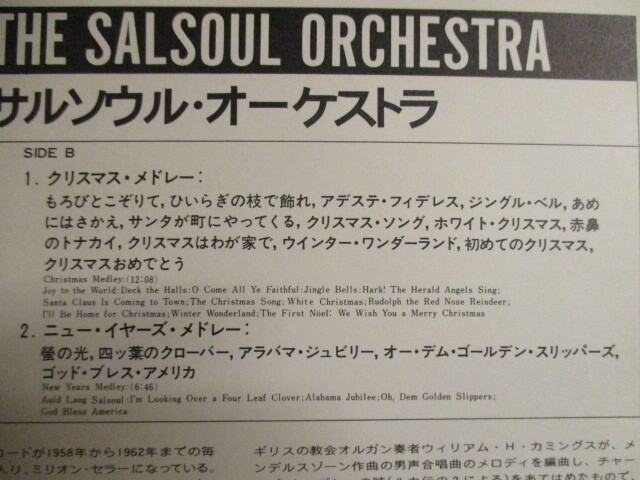 THE SALSOUL ORCHESTRA
サルソウル・オーケストラ
SIDE B
1. クリスマス・メドレー:
もろびとこぞりて, ひいらぎの枝で飾れ, アデステ・フィデレス, ジングル・ベル, あめ
にはさかえ, サンタが町にやってくる, クリスマス・ソング, ホワイト・クリスマス, 赤鼻
のトナカイ, クリスマスはわが家で, ウインター・ワンダーランド, 初めてのクリスマス,
クリスマスおめでとう
Christmas Medley:(12:08)
Joy to the World:Deck the Halls:O Come All Ye Faithful:Jingle Bells:Hark! The Herald Angels Sing;
Santa Claus Is Coming to Town;The Christmas Song; White Christmas;Rudolph the Red Nose Reindeer;
I'll Be Home for Christmas;Winter Wonderland;The First Nöel: We Wish You a Merry Christmas
2. ニュー・イヤーズ・メドレー:
螢の光, 四ッ葉のクローバー, アラバマ・ジュビリー, オー・デム・ゴールデン・スリッパーズ,
ゴッド・ブレス・アメリカ
New Years Medley:(6:46)
Auld Lang Salsoul:I'm Looking Over a Four Leaf Clover;Alabama Jubilee;Oh, Dem Golden Slippers;
God Bless America
コードが1958年から1962年までの毎
入り, ミリオン・セラーになっている。
ギリスの教会オルガン奏者ウィリアム・H・カミングスが、メ
ンデルスゾーン作曲の男声合唱曲のメロディを編曲し、チャー
による)をあてはめたもので、